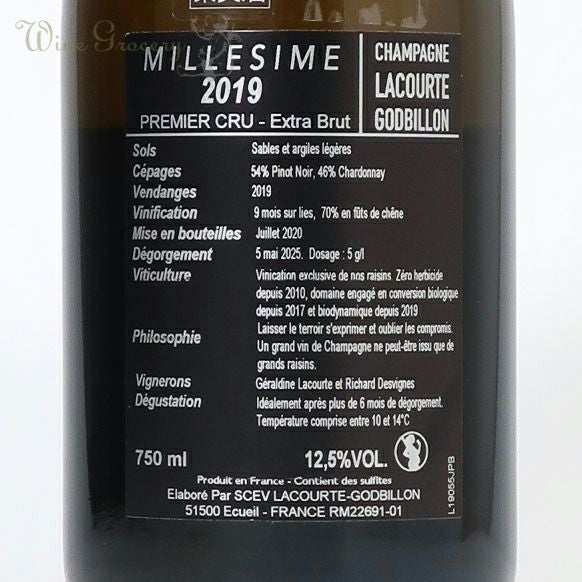 Wine Grocery
MILLESIME
2019
PREMIER CRU - Extra Brut
CHAMPAGNE
LACOURTE
GODBILLON
Sols Sables et argiles légères
Cépages 54% Pinot Noir, 46% Chardonnay
Vendanges 2019
Vinification 9 mois sur lies, 70% en fûts de chêne
Mise en bouteilles Juillet 2020
Dégorgement 5 mai 2025. Dosage : 5 g/l
Viticulture Vinication exclusive de nos raisins. Zéro herbicide
depuis 2010, domaine engagé en conversion biologique
depuis 2017 et biodynamique depuis 2019
Philosophie Laisser le terroir s'exprimer et oublier les compromis.
Un grand vin de Champagne ne peut-être issu que de
grands raisins.
Vignerons Géraldine Lacourte et Richard Desvignes
Dégustation Idéalement après plus de 6 mois de dégorgement.
Température comprise entre 10 et 14°C
750 ml 12,5%VOL.
Produit en France - Contient des sulfites
Elaboré Par SCEV LACOURTE-GODBILLON
51500 Ecueil - FRANCE RM22691-01
L19055JPB